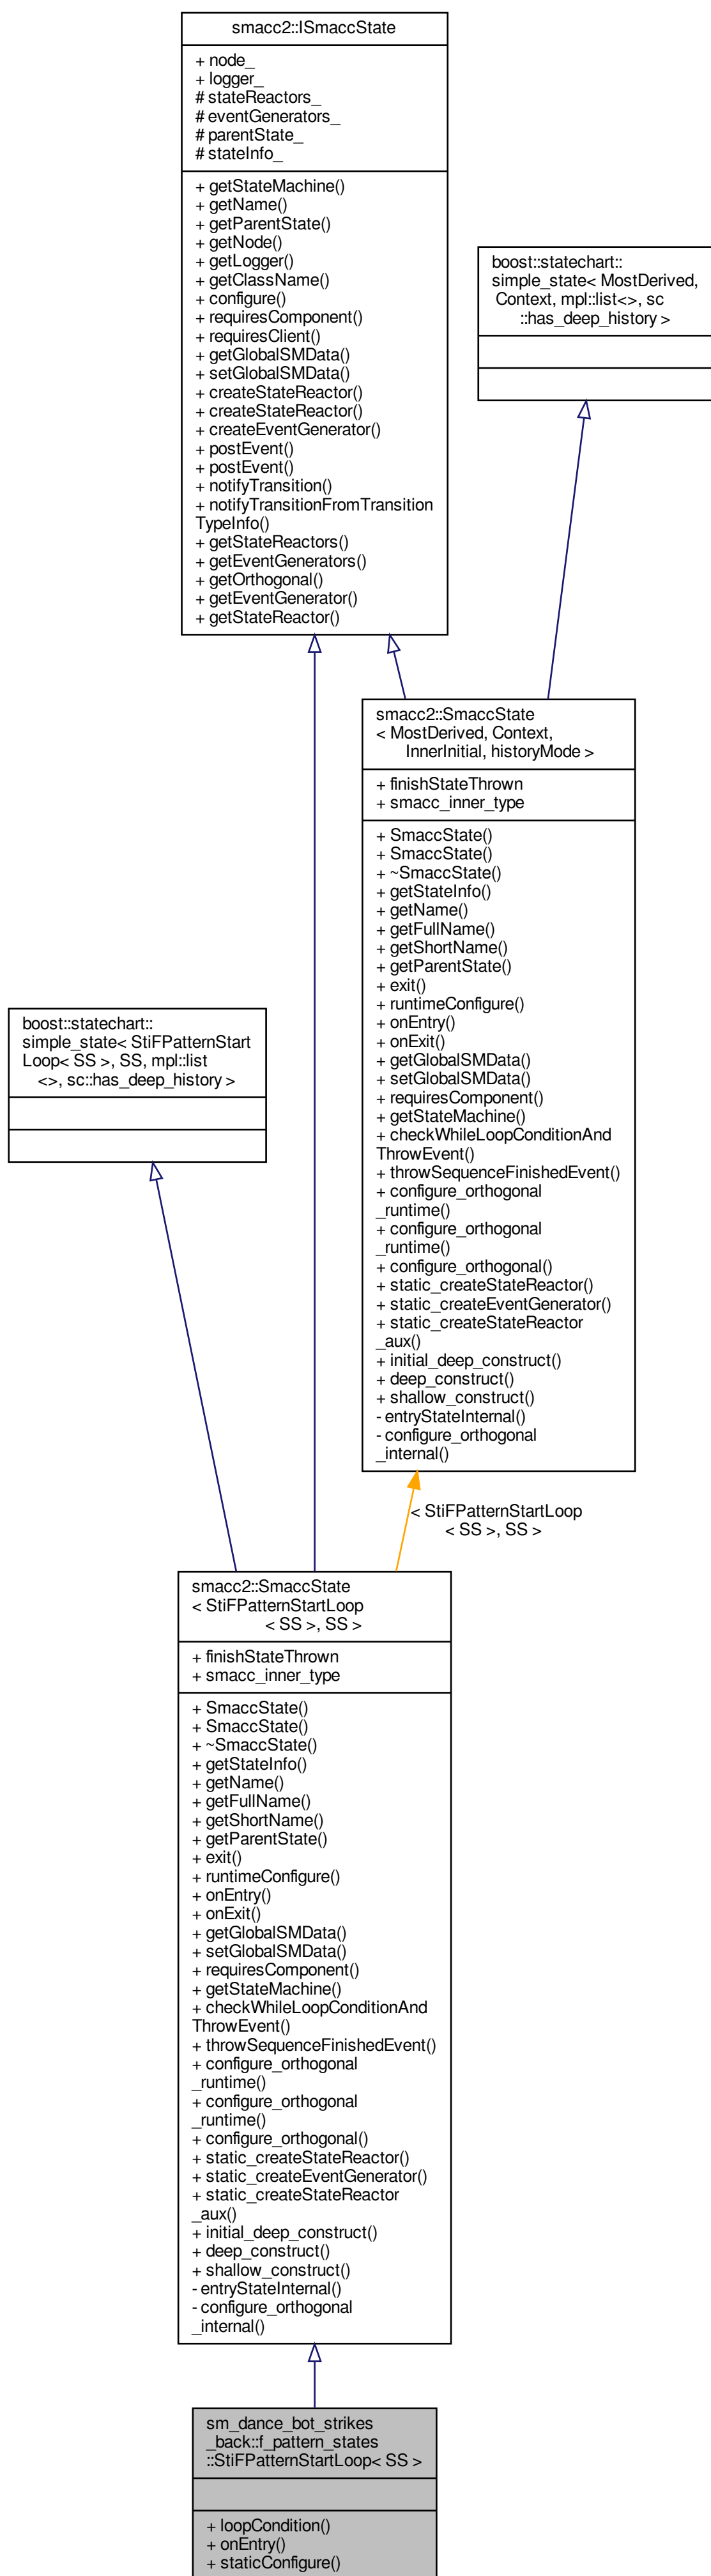 smacc2::ISmaccState
+ node_
+ logger_
# stateReactors_
# eventGenerators_
# parentState_
# stateInfo_
+ getStateMachine()
+ getName()
+ getParentState()
+ getNode()
+ getLogger()
+ getClassName()
+ configure()
+ requiresComponent()
+ requiresClient()
+ getGlobalSMData()
+ setGlobalSMData()
+ createStateReactor()
+ createStateReactor()
+ createEventGenerator()
+ postEvent()
+ postEvent()
+ notifyTransition()
+ notifyTransitionFromTransition
TypeInfo()
+ getStateReactors()
+ getEventGenerators()
+ getOrthogonal()
+ getEventGenerator()
+ getStateReactor()
boost::statechart::
simple_state< MostDerived,
Context, mpl::list<>, sc
::has_deep_history >
smacc2::SmaccState
< MostDerived, Context,
InnerInitial, historyMode >
+ finishStateThrown
+ smacc_inner_type
+ SmaccState()
+ SmaccState()
+ ~SmaccState()
+ getStateInfo()
+ getName()
+ getFullName()
+ getShortName()
+ getParentState()
+ exit()
+ runtimeConfigure()
+ onEntry()
+ onExit()
+ getGlobalSMData()
+ setGlobalSMData()
+ requiresComponent()
+ getStateMachine()
+ checkWhileLoopConditionAnd
ThrowEvent()
+ throwSequenceFinishedEvent()
+ configure_orthogonal
_runtime()
+ configure_orthogonal
_runtime()
+ configure_orthogonal()
+ static_createStateReactor()
+ static_createEventGenerator()
+ static_createStateReactor
_aux()
+ initial_deep_construct()
+ deep_construct()
+ shallow_construct()
- entryStateInternal()
- configure_orthogonal
_internal()
boost::statechart::
simple_state< StiFPatternStart
Loop< SS >, SS, mpl::list
<>, sc::has_deep_history >
< StiFPatternStartLoop
< SS >, SS >
smacc2::SmaccState
< StiFPatternStartLoop
< SS >, SS >
+ finishStateThrown
+ smacc_inner_type
+ SmaccState()
+ SmaccState()
+ ~SmaccState()
+ getStateInfo()
+ getName()
+ getFullName()
+ getShortName()
+ getParentState()
+ exit()
+ runtimeConfigure()
+ onEntry()
+ onExit()
+ getGlobalSMData()
+ setGlobalSMData()
+ requiresComponent()
+ getStateMachine()
+ checkWhileLoopConditionAnd
ThrowEvent()
+ throwSequenceFinishedEvent()
+ configure_orthogonal
_runtime()
+ configure_orthogonal
_runtime()
+ configure_orthogonal()
+ static_createStateReactor()
+ static_createEventGenerator()
+ static_createStateReactor
_aux()
+ initial_deep_construct()
+ deep_construct()
+ shallow_construct()
- entryStateInternal()
- configure_orthogonal
_internal()
sm_dance_bot_strikes
_back::f_pattern_states
::StiFPatternStartLoop< SS >
+ loopCondition()
+ onEntry()
+ staticConfigure()